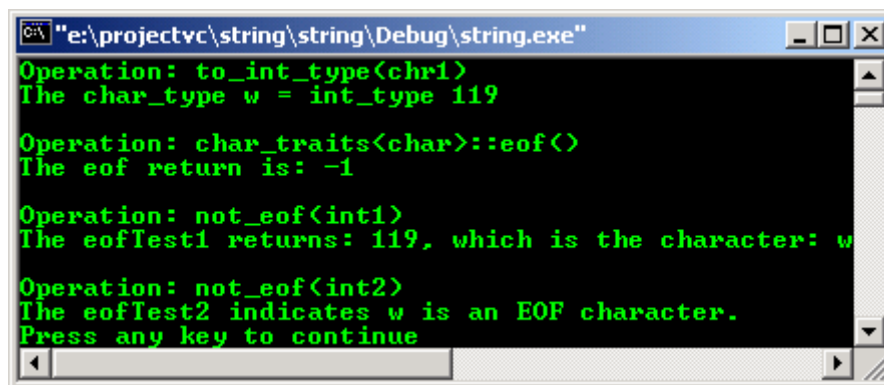 "e:\projectvc\string\string\Debug\string.exe"
Operation: to_int_type(chr1)
The char_type w = int_type 119
Operation: char_traits<char>::eof()
The eof return is: -1
Operation: not_eof(int1)
The eofTest1 returns: 119, which is the character: w
Operation: not_eof(int2)
The eofTest2 indicates w is an EOF character.
Press any key to continue